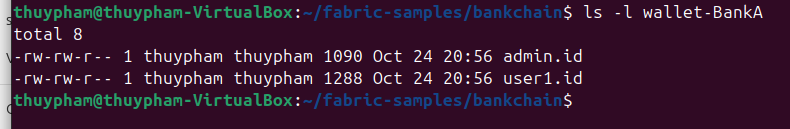 thuypham@thuypham-VirtualBox:~/fabric-samples/bankchain$ ls -l wallet-BankA
total 8
-rw-rw-r-- 1 thuypham thuypham 1090 Oct 24 20:56 admin.id
-rw-rw-r-- 1 thuypham thuypham 1288 Oct 24 20:56 user1.id
thuypham@thuypham-VirtualBox:~/fabric-samples/bankchain$